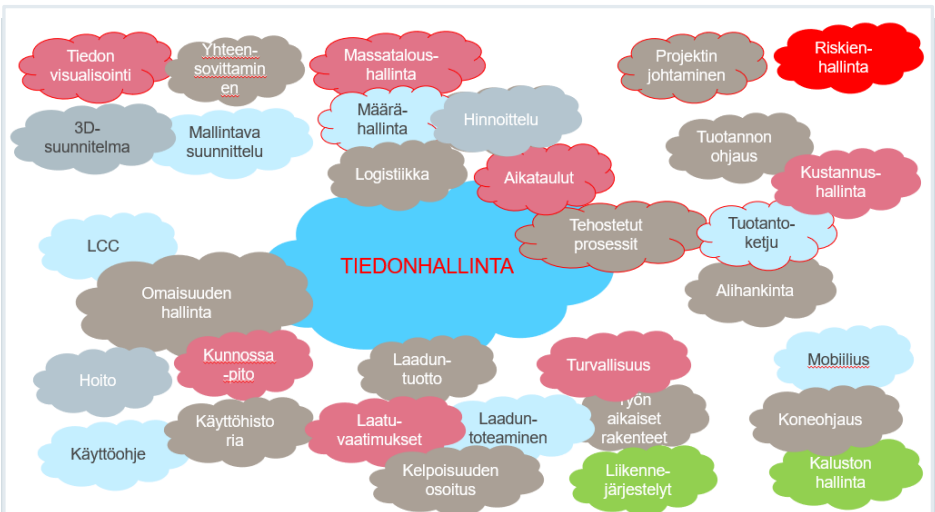 Tiedon
visualisointi
Yhteen-
sovittamin
en
Massatalous-
hallinta
Projektin
johtaminen
Riskien-
hallinta
3D-
suunnitelma
Mallintava
suunnittelu
Määrä-
hallinta
Hinnoittelu
Tuotannon
ohjaus
Logistiikka
Aikataulut
Kustannus-
hallinta
LCC
TIEDONHALLINTA
Tehostetut
prosessit
Tuotanto-
ketju
Omaisuuden
hallinta
Alihankinta
Hoito
Kunnossa
-pito
Laadun-
tuotto
Turvallisuus
Mobiilius
Käyttöohje
Käyttöhisto
ria
Laatu-
vaatimukset
Laadun-
toteaminen
Työn
aikaiset
rakenteet
Koneohjaus
Kelpoisuuden
osoitus
Liikenne-
järjestelyt
Kaluston
hallinta